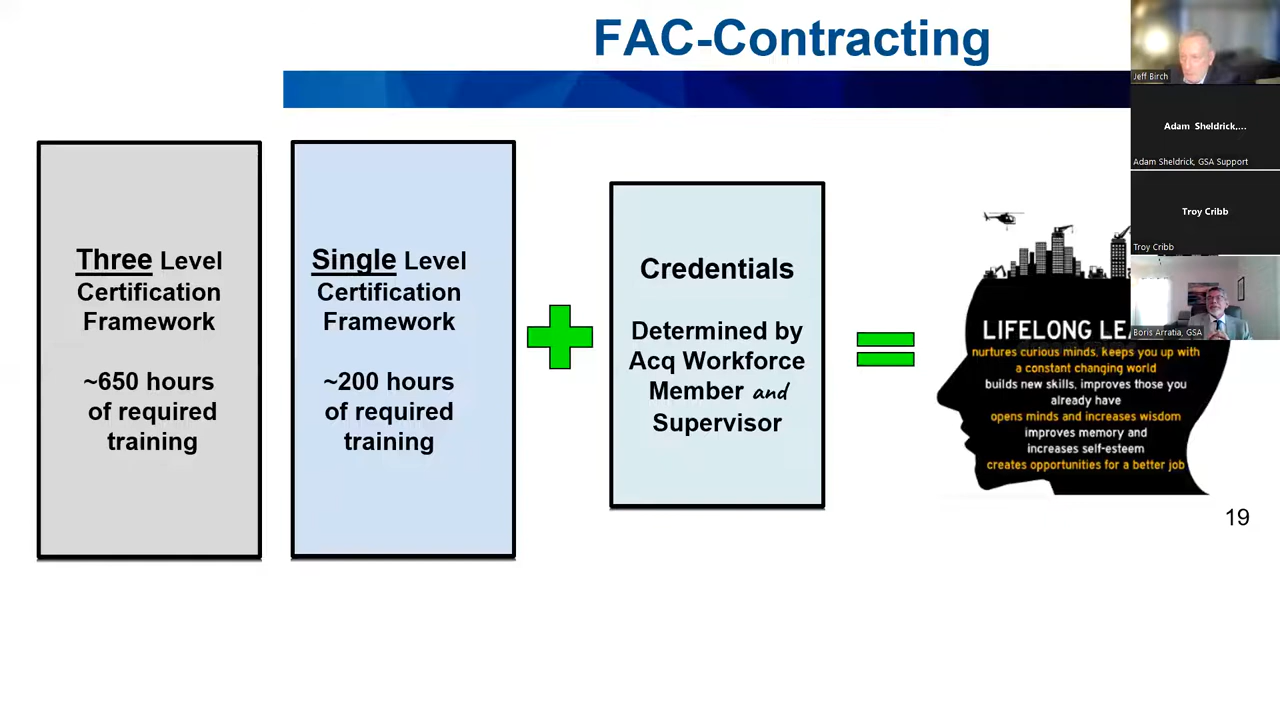 FAC-Contracting
Three Level
Certification
Framework
~650 hours
of required
training
Single Level
Certification
Framework
~200 hours
of required
training
Credentials
Determined by
Acq Workforce
Member and
Supervisor
LIFELONG
nurtures curious minds, keeps you up with
a constant changing world
builds new skills, improves those you
already have
opens minds and increases wisdom
improves memory and
increases self-esteem
creates opportunities for a better job
19
Jeff Birch
Adam Sheldrick,...
Adam Sheldrick, GSA Support
Troy Cribb
Troy Cribb
Boris Arratia, GSA